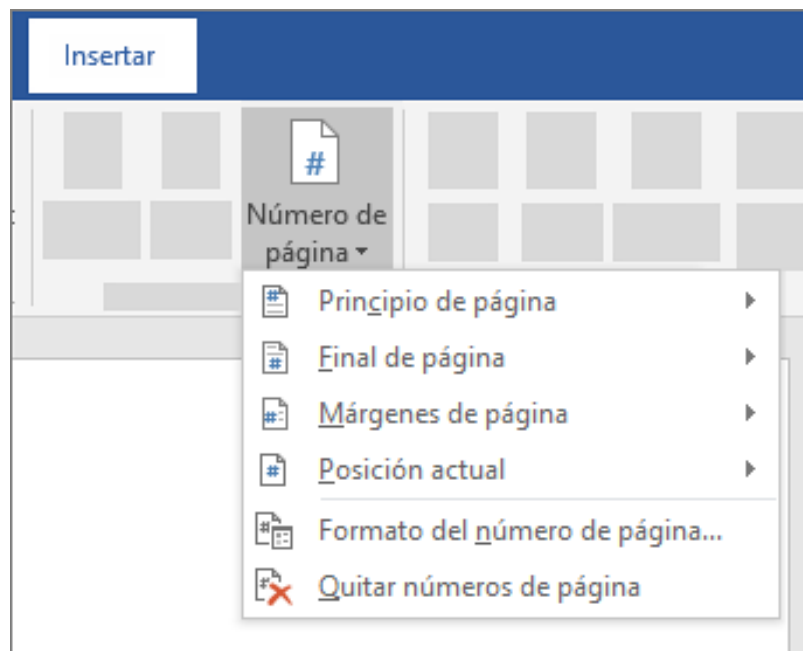 Insertar
#
Número de
página
Principio de página
Final de página
Márgenes de página
Posición actual
Formato del número de página...
Quitar números de página